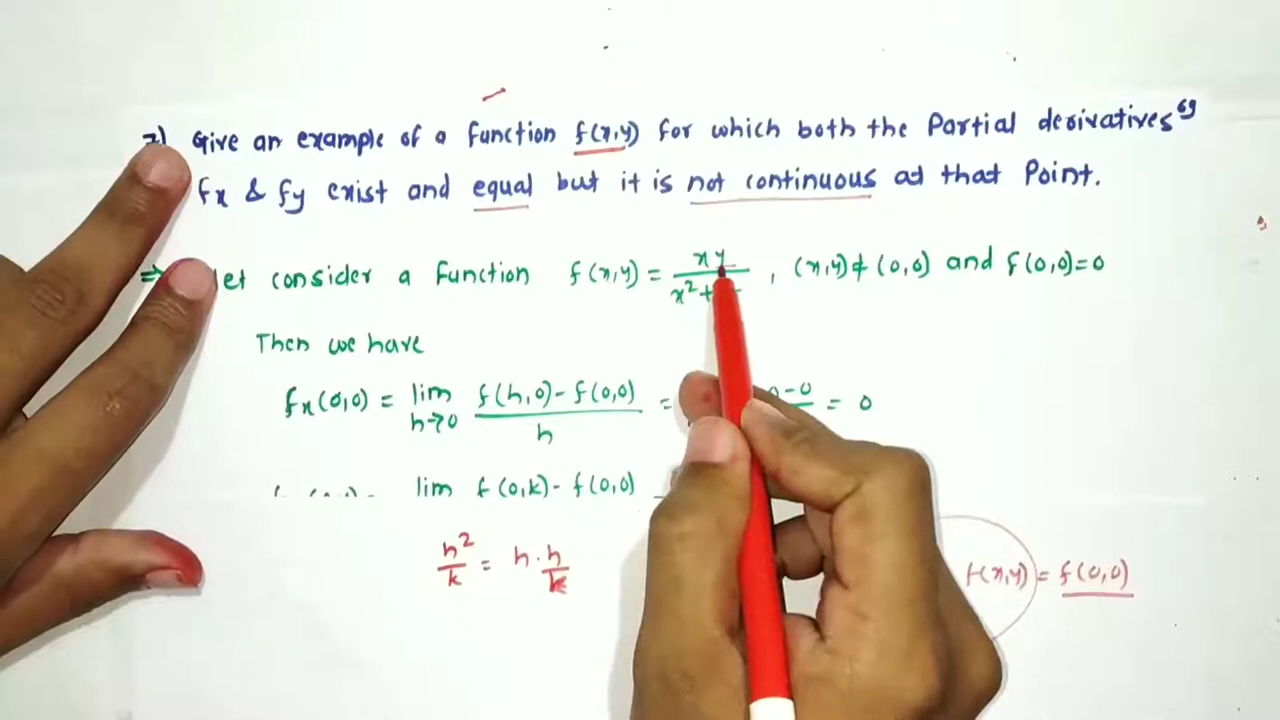 Give an example of a function f(x,y) for which both the Partial derivatives
fx & fy exist and equal but it is not continuous at that Point.
⇒ consider a function f(x,y) = xy / x²+ , (x,y) ≠ (0,0) and f(0,0)=0
Then we have
fx(0,0) = lim h→0 f(h,0)-f(0,0) / h = 0-0 = 0
lim f(0,k)- f(0,0)
h²/k = h·h/k
f(x,y) = f(0,0)